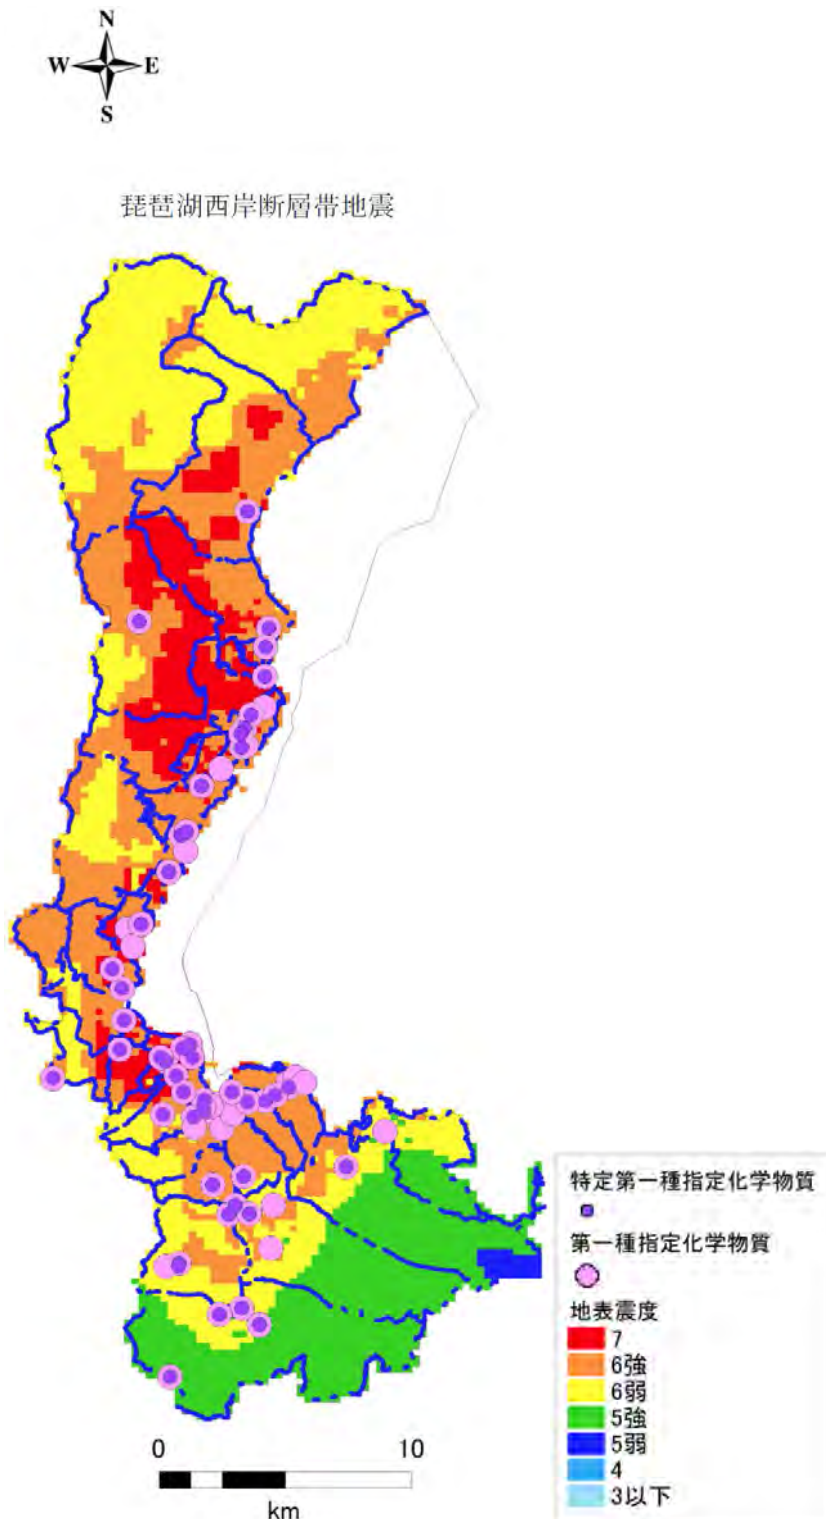 N
W E
S
琵琶湖西岸断層帯地震
特定第一種指定化学物質
第一種指定化学物質
地表震度
7
6強
6弱
5強
5弱
4
3以下
0 10
km